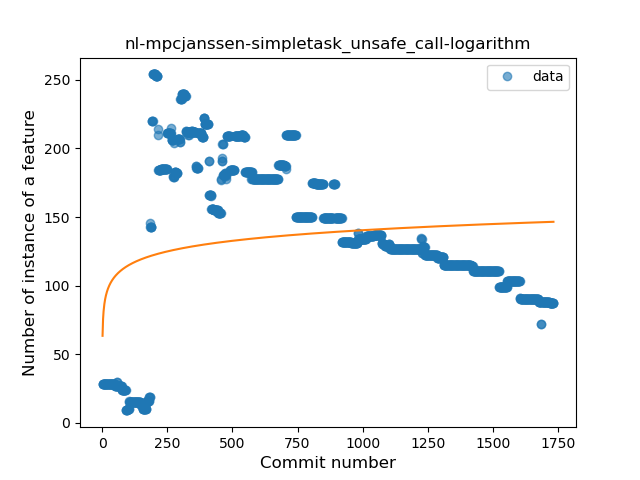 nl-mpcjanssen-simpletask_unsafe_call-logarithm
data
Number of instance of a feature
250
200
150
100
50
0
0 250 500 750 1000 1250 1500 1750
Commit number